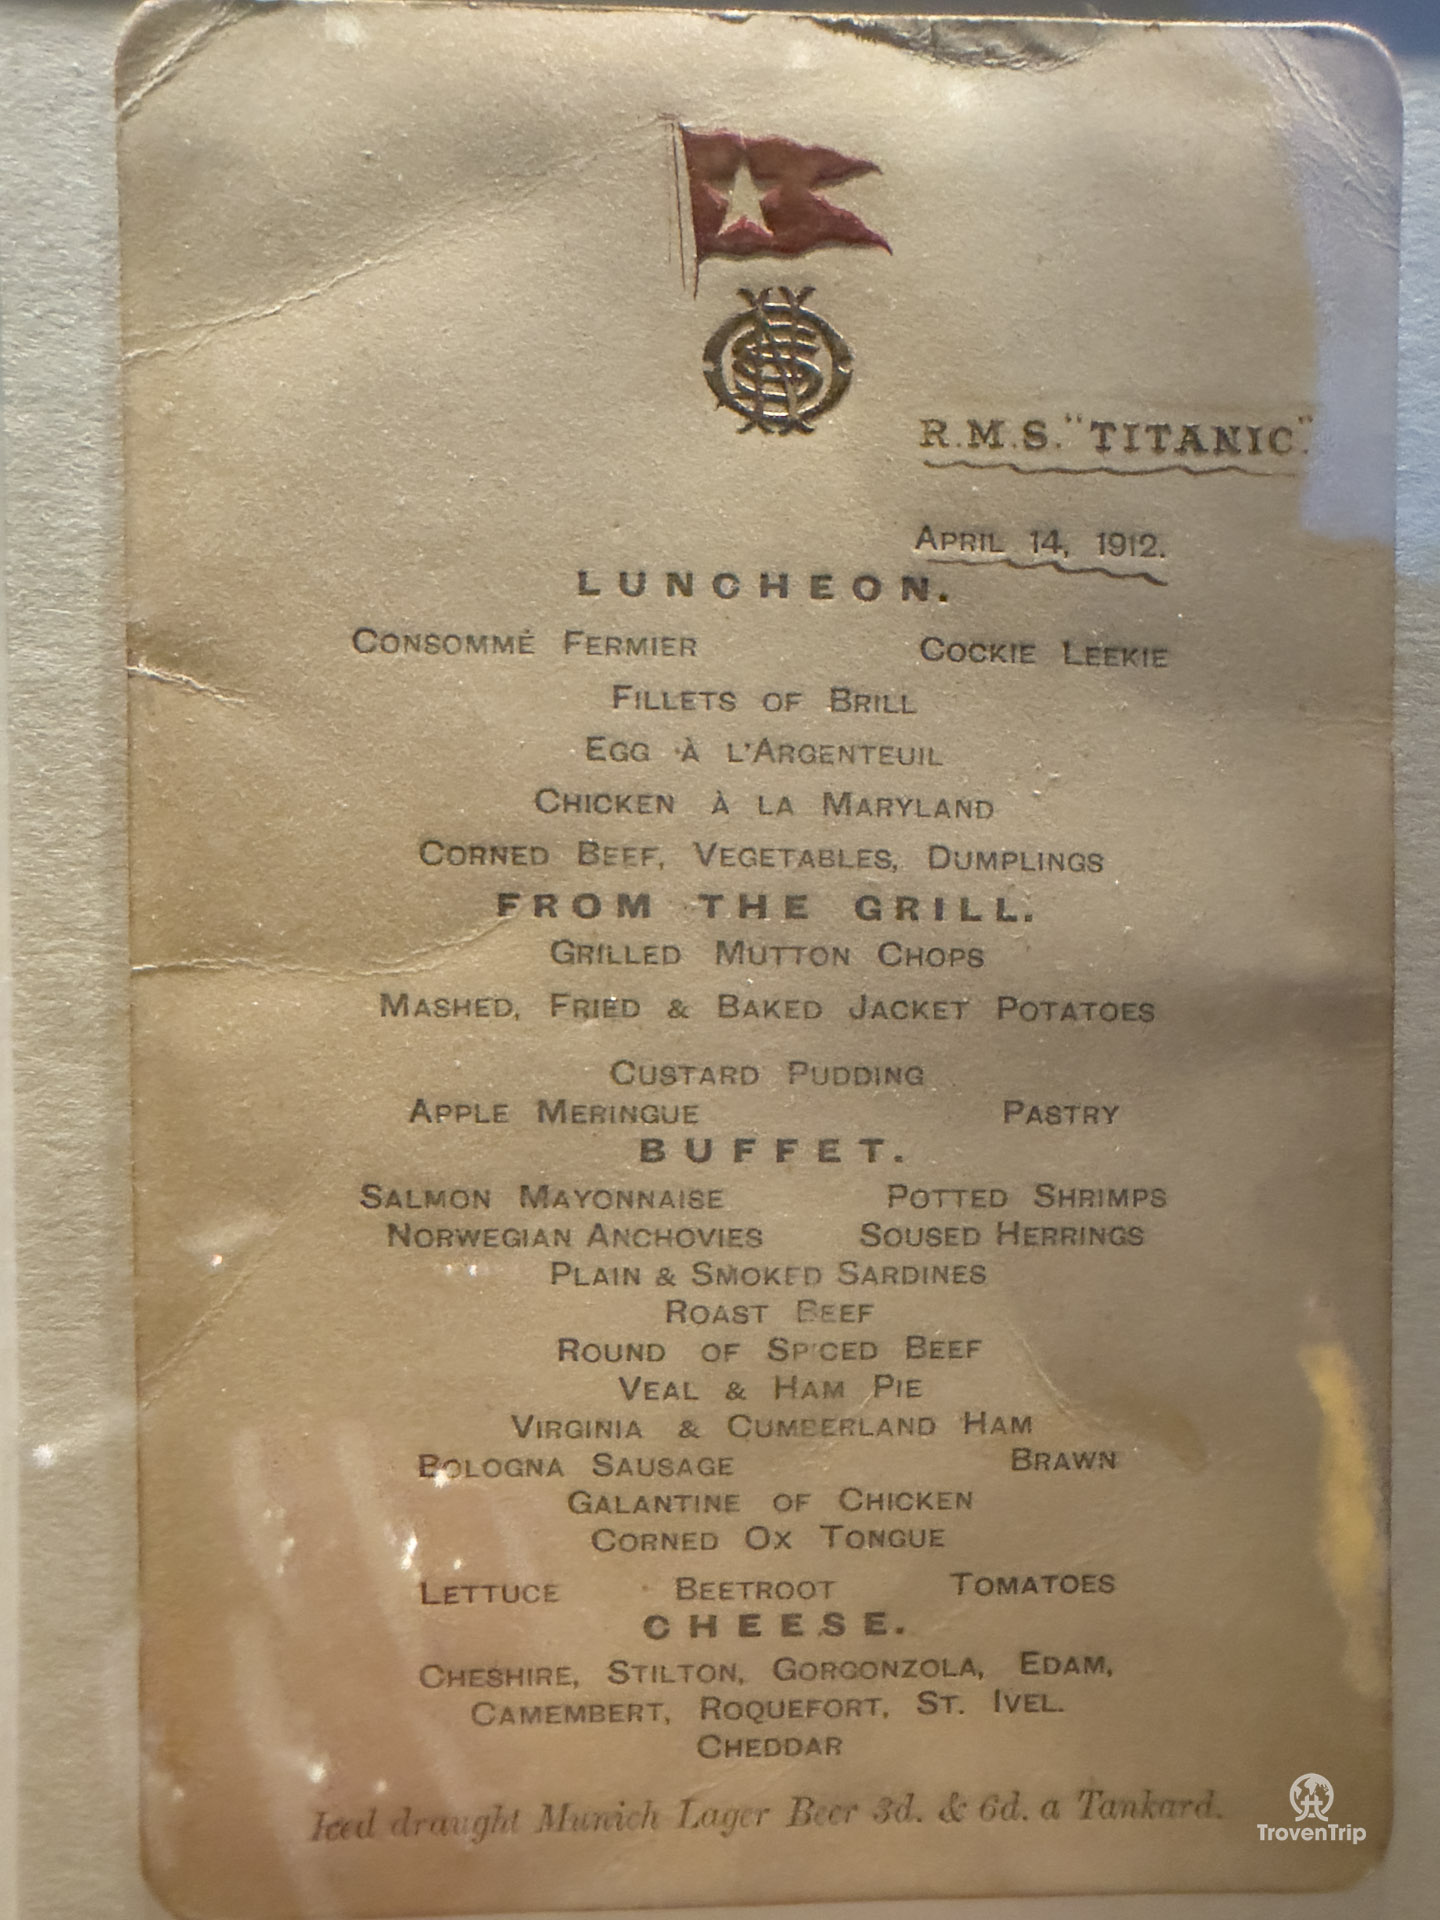 R.M.S. "TITANIC."
APRIL 14, 1912.
LUNCHEON.
CONSOMMÉ FERMIER COCKIE LEEKIE
FILLETS OF BRILL
EGG À L'ARGENTEUIL
CHICKEN À LA MARYLAND
CORNED BEEF, VEGETABLES, DUMPLINGS
FROM THE GRILL.
GRILLED MUTTON CHOPS
MASHED, FRIED & BAKED JACKET POTATOES
CUSTARD PUDDING
APPLE MERINGUE PASTRY
BUFFET.
SALMON MAYONNAISE POTTED SHRIMPS
NORWEGIAN ANCHOVIES SOUSED HERRINGS
PLAIN & SMOKED SARDINES
ROAST BEEF
ROUND OF SPICED BEEF
VEAL & HAM PIE
VIRGINIA & CUMBERLAND HAM
BOLOGNA SAUSAGE BRAWN
GALANTINE OF CHICKEN
CORNED OX TONGUE
LETTUCE BEETROOT TOMATOES
CHEESE.
CHESHIRE, STILTON, GORGONZOLA, EDAM,
CAMEMBERT, ROQUEFORT, ST. IVEL.
CHEDDAR
Iced draught Munich Lager Beer 3d. & 6d. a Tankard.
TrovenTrip